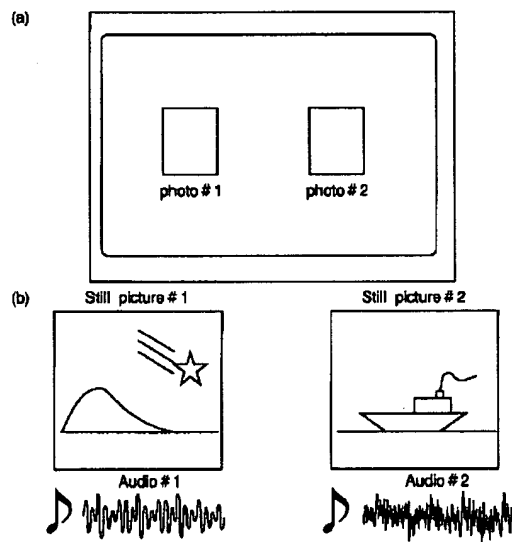 (a)
photo # 1
photo # 2
(b)
Still picture # 1
Still picture # 2
Audio # 1
Audio # 2